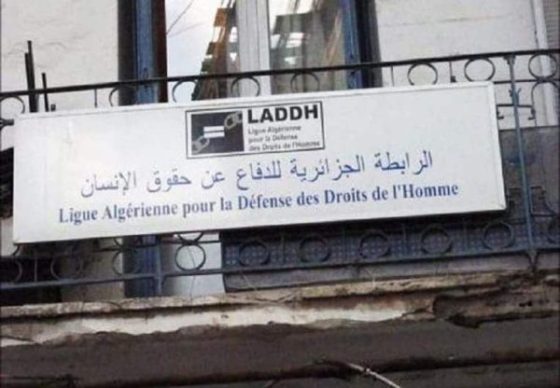 LADDH
Ligue Algérienne
pour la Défense
des Droits de l'Homme
الرابطة الجزائرية للدفاع عن حقوق الإنسان
Ligue Algérienne pour la Défense des Droits de l'Homme